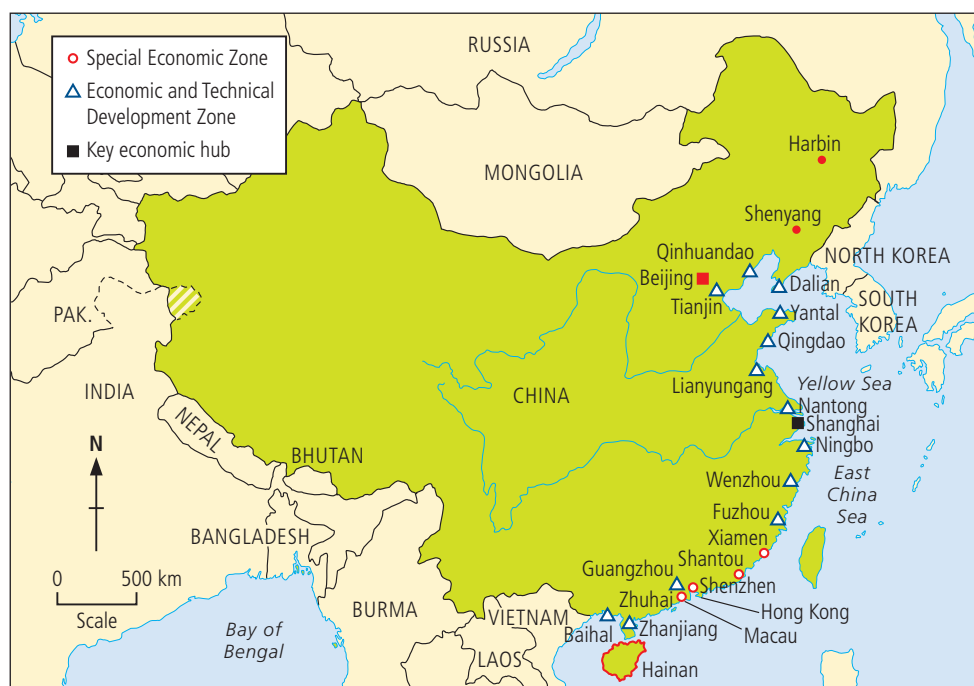 Special Economic Zone
Economic and Technical
Development Zone
Key economic hub
RUSSIA
MONGOLIA
Harbin
Shenyang
Qinhuandao
Beijing
Tianjin
NORTH KOREA
Dalian
SOUTH
KOREA
Yantal
Qingdao
PAK.
Lianyungang
Yellow Sea
INDIA
CHINA
Nantong
Shanghai
Ningbo
NEPAL
N
BHUTAN
East
China
Sea
Wenzhou
Fuzhou
Xiamen
BANGLADESH
Shantou
Guangzhou
Shenzhen
0 500 km
Scale
Zhuhai
Hong Kong
BURMA
VIETNAM
Macau
Baihal
Zhanjiang
Bay of
Bengal
LAOS
Hainan